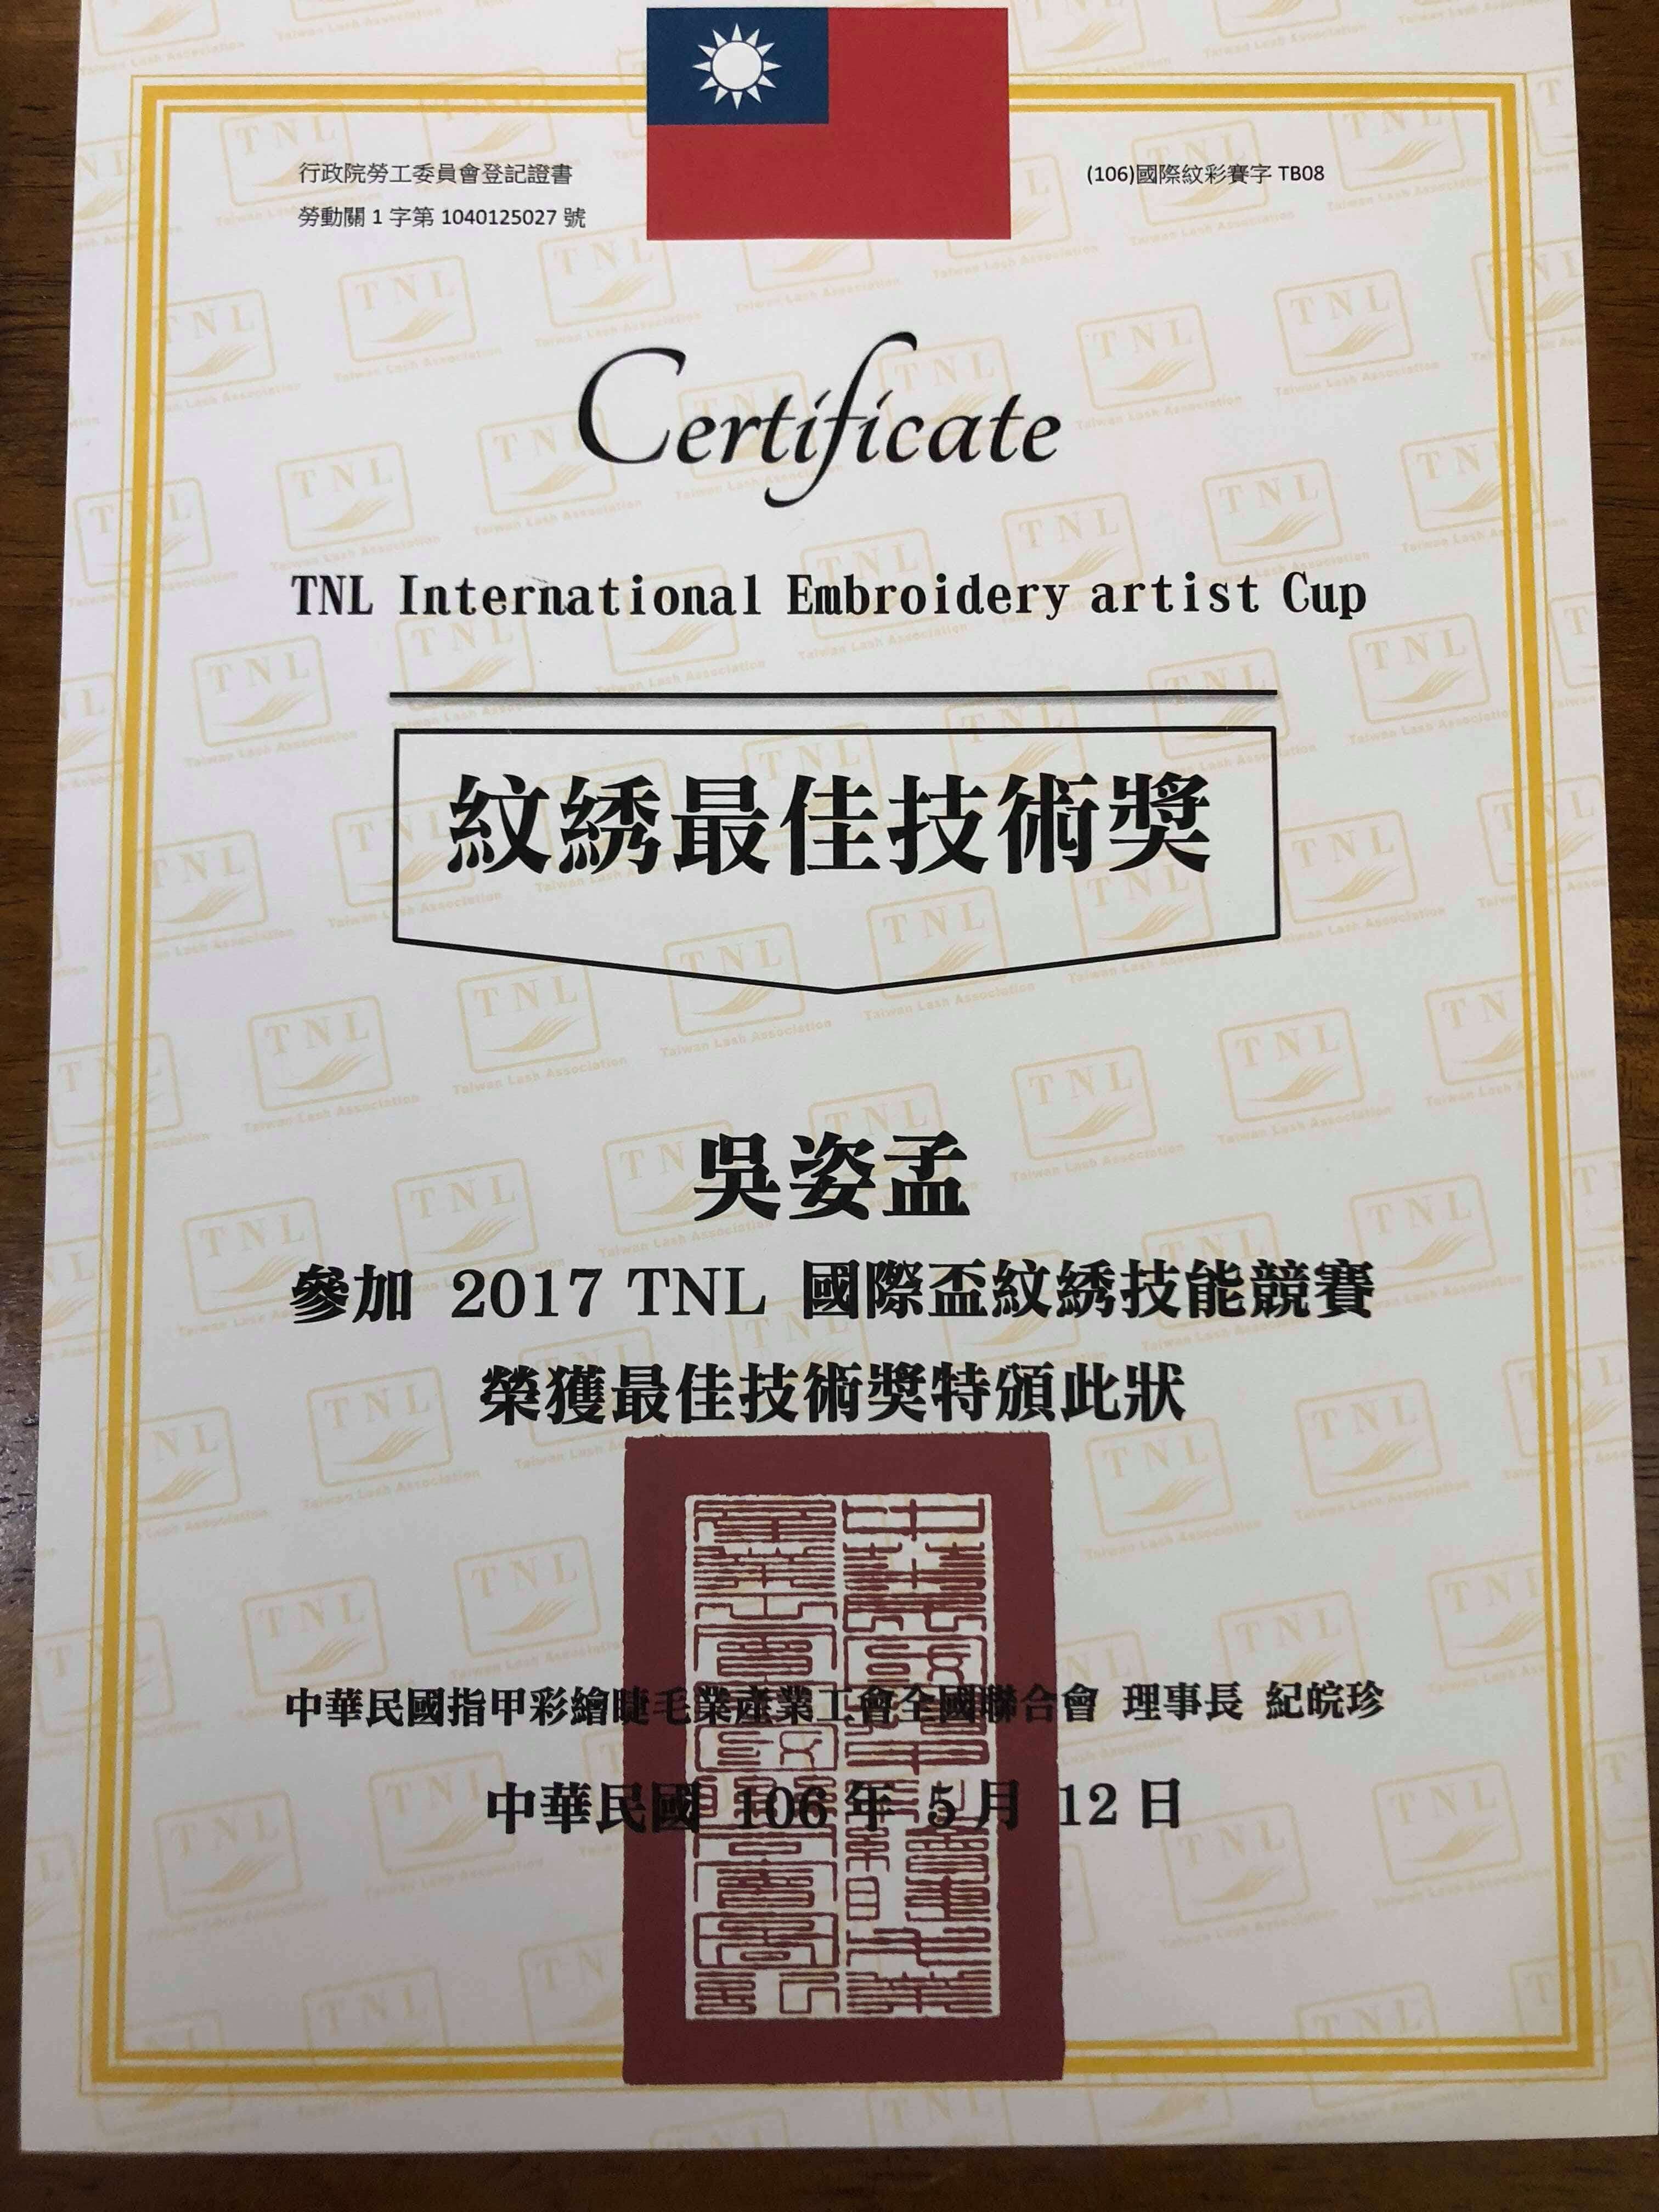 行政院勞工委員會登記證書
勞動關 1 字第 1040125027 號
(106)國際紋彩賽字 TB08
Certificate
TNL International Embroidery artist Cup
紋綉最佳技術獎
吳姿孟
參加 2017 TNL 國際盃紋綉技能競賽
榮獲最佳技術獎特頒此狀
中華民國指甲彩繪睫毛業產業工會全國聯合會 理事長 紀皖珍
中華民國 106 年 5 月 12 日
TNL
Taiwan Lash Association